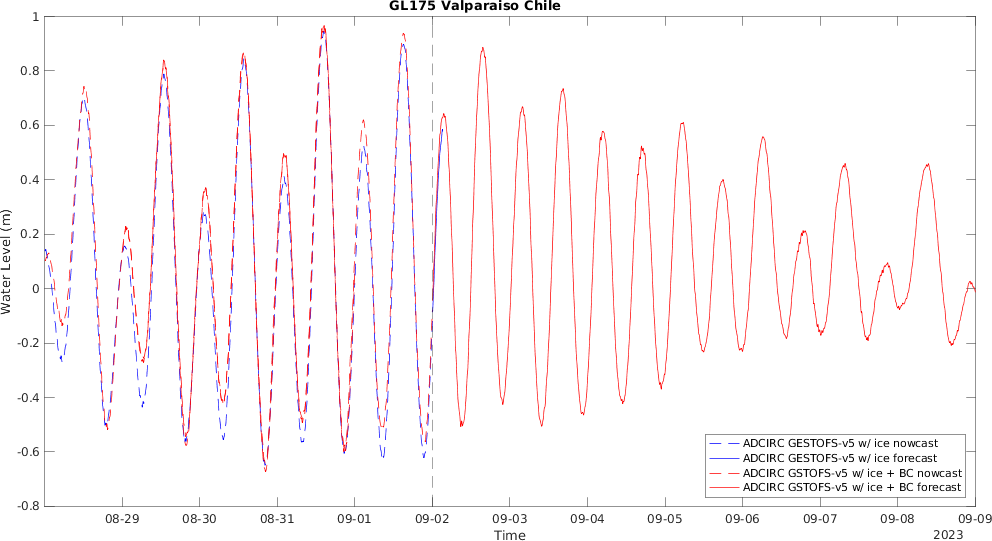 GL175 Valparaiso Chile
1
0.8
0.6
0.4
0.2
0
-0.2
-0.4
-0.6
-0.8
Water Level (m)
08-29 08-30 08-31 09-01 09-02 09-03 09-04 09-05 09-06 09-07 09-08 09-09
Time
2023
ADCIRC GESTOFS-v5 w/ ice nowcast
ADCIRC GESTOFS-v5 w/ ice forecast
ADCIRC GSTOFS-v5 w/ ice + BC nowcast
ADCIRC GSTOFS-v5 w/ ice + BC forecast